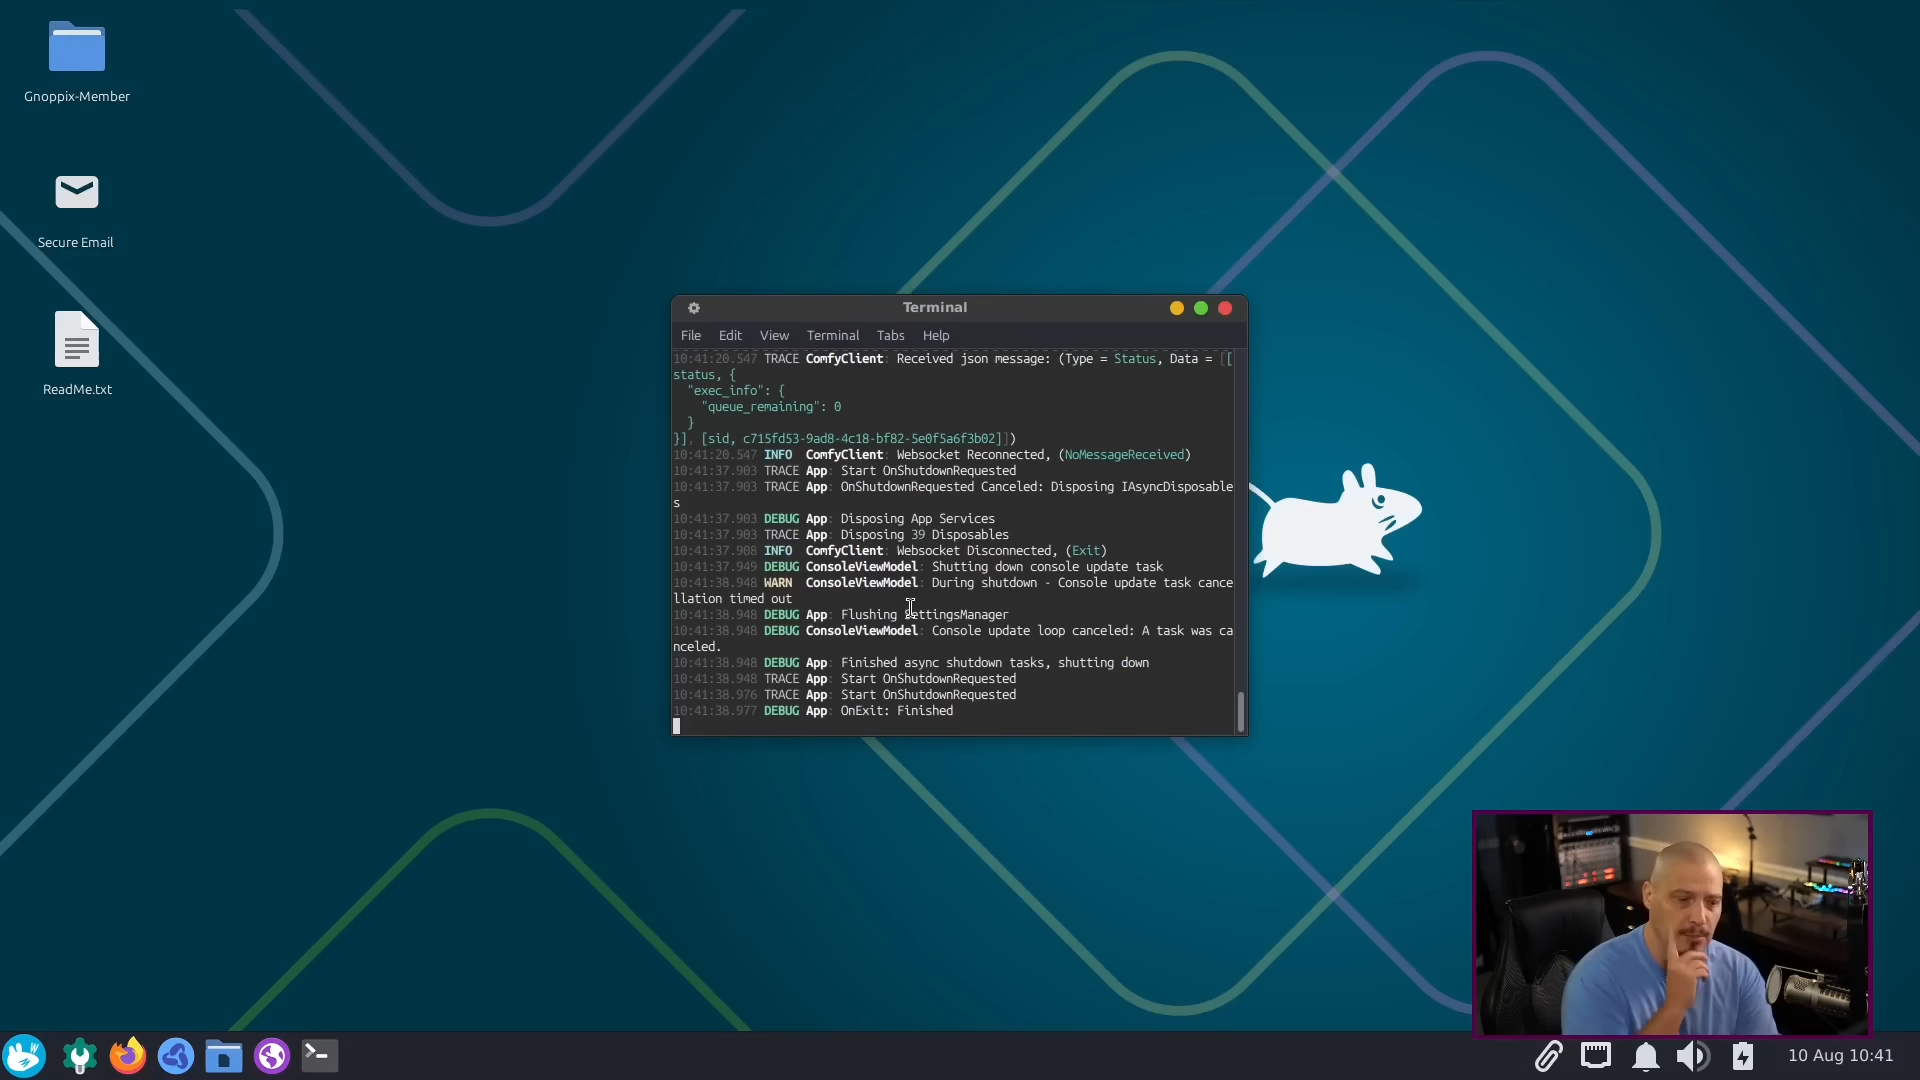 Gnoppix-Member
Secure Email
ReadMe.txt
Terminal
File Edit View Terminal Tabs Help
10:41:20.547 TRACE ComfyClient: Received json message: (Type = Status, Data = [[
status, {
"exec_info": {
"queue_remaining": 0
}
}], [sid, c715fd53-9ad8-4c18-bf82-5e0f5a6f3b02]])
10:41:20.547 INFO ComfyClient: Websocket Reconnected, (NoMessageReceived)
10:41:37.903 TRACE App: Start OnShutdownRequested
10:41:37.903 TRACE App: OnShutdownRequested Canceled: Disposing IAsyncDisposable
s
10:41:37.903 DEBUG App: Disposing App Services
10:41:37.903 TRACE App: Disposing 39 Disposables
10:41:37.908 INFO ComfyClient: Websocket Disconnected, (Exit)
10:41:37.949 DEBUG ConsoleViewModel: Shutting down console update task
10:41:38.948 WARN ConsoleViewModel: During shutdown - Console update task cance
llation timed out
10:41:38.948 DEBUG App: Flushing SettingsManager
10:41:38.948 DEBUG ConsoleViewModel: Console update loop canceled: A task was ca
nceled.
10:41:38.948 DEBUG App: Finished async shutdown tasks, shutting down
10:41:38.948 TRACE App: Start OnShutdownRequested
10:41:38.976 TRACE App: Start OnShutdownRequested
10:41:38.977 DEBUG App: OnExit: Finished
10 Aug 10:41